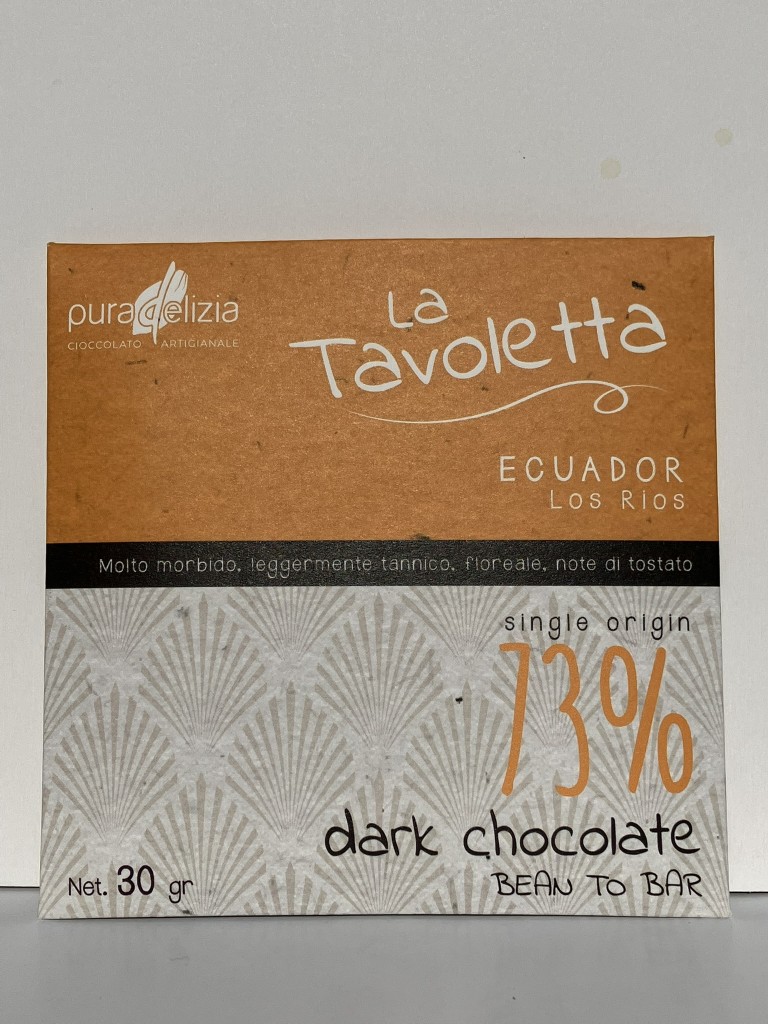 puradelizia
CIOCCOLATO ARTIGIANALE
La
Tavoletta
ECUADOR
Los Rios
Molto morbido, leggermente tannico, floreale, note di tostato
single origin
73%
dark chocolate
BEAN TO BAR
Net. 30 gr